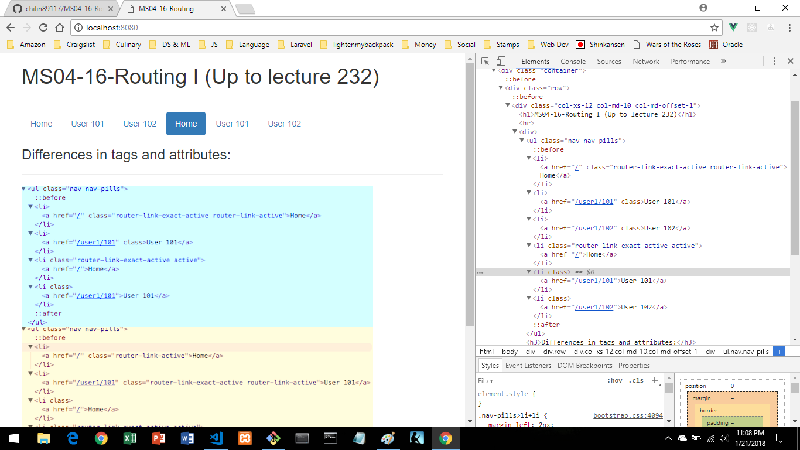 MS04-16-Routing
localhost:8080
Amazon Craigslist Culinary DS & ML JS Language Laravel lightenmybackpack Money Social Stamps Web Dev Shinkansen Wars of the Roses Oracle
MS04-16-Routing I (Up to lecture 232)
Home User 101 User 102 Home User 101 User 102
Differences in tags and attributes:
<ul class="nav nav-pills">
::before
<li>
<a href="/" class="router-link-exact-active router-link-active">Home</a>
</li>
<li>
<a href="/user1/101" class>User 101</a>
</li>
<li class="router-link-exact-active active">
<a href="/">Home</a>
</li>
<li class>
<a href="/user1/101">User 101</a>
</li>
::after
</ul>
<ul class="nav nav-pills">
::before
<li>
<a href="/" class="router-link-active">Home</a>
</li>
<li>
<a href="/user1/101" class="router-link-exact-active router-link-active">User 101</a>
</li>
<li class>
<a href="/">Home</a>
</li>
Elements Console Sources Network Performance
<div class="container">
::before
<div class="row">
::before
<div class="col-xs-12 col-md-10 col-md-offset-1">
<h1>MS04-16-Routing I (Up to lecture 232)</h1>
<hr>
<div>
<ul class="nav nav-pills">
::before
<li>
<a href="/" class="router-link-exact-active router-link-active">
Home</a>
</li>
<li>
<a href="/user1/101" class>User 101</a>
</li>
<li>
<a href="/user1/102" class>User 102</a>
</li>
<li class="router-link-exact-active active">
<a href="/">Home</a>
</li>
<li class> == $0
<a href="/user1/101">User 101</a>
</li>
<li class>
<a href="/user1/102">User 102</a>
</li>
::after
</ul>
<h3>Differences in tags and attributes:</h3>
html body div div.row div.col-xs-12.col-md-10.col-md-offset-1 div ul.nav.nav-pills li
Styles Event Listeners DOM Breakpoints Properties
Filter :hov .cls +
element.style {
}
.nav-pills>li+li { bootstrap.css:4094
margin-left: 2px;
position
margin
border
padding
11:08 PM
1/21/2018